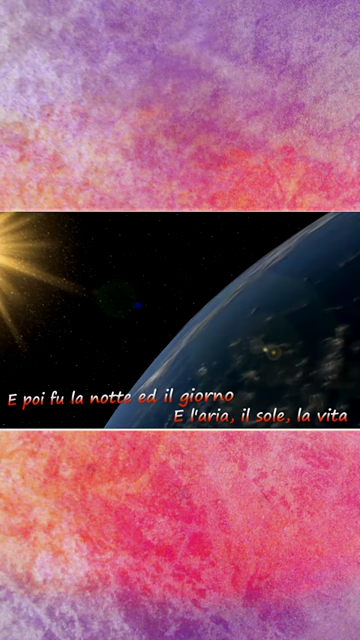 E poi fu la notte ed il giorno
E l'aria, il sole, la vita